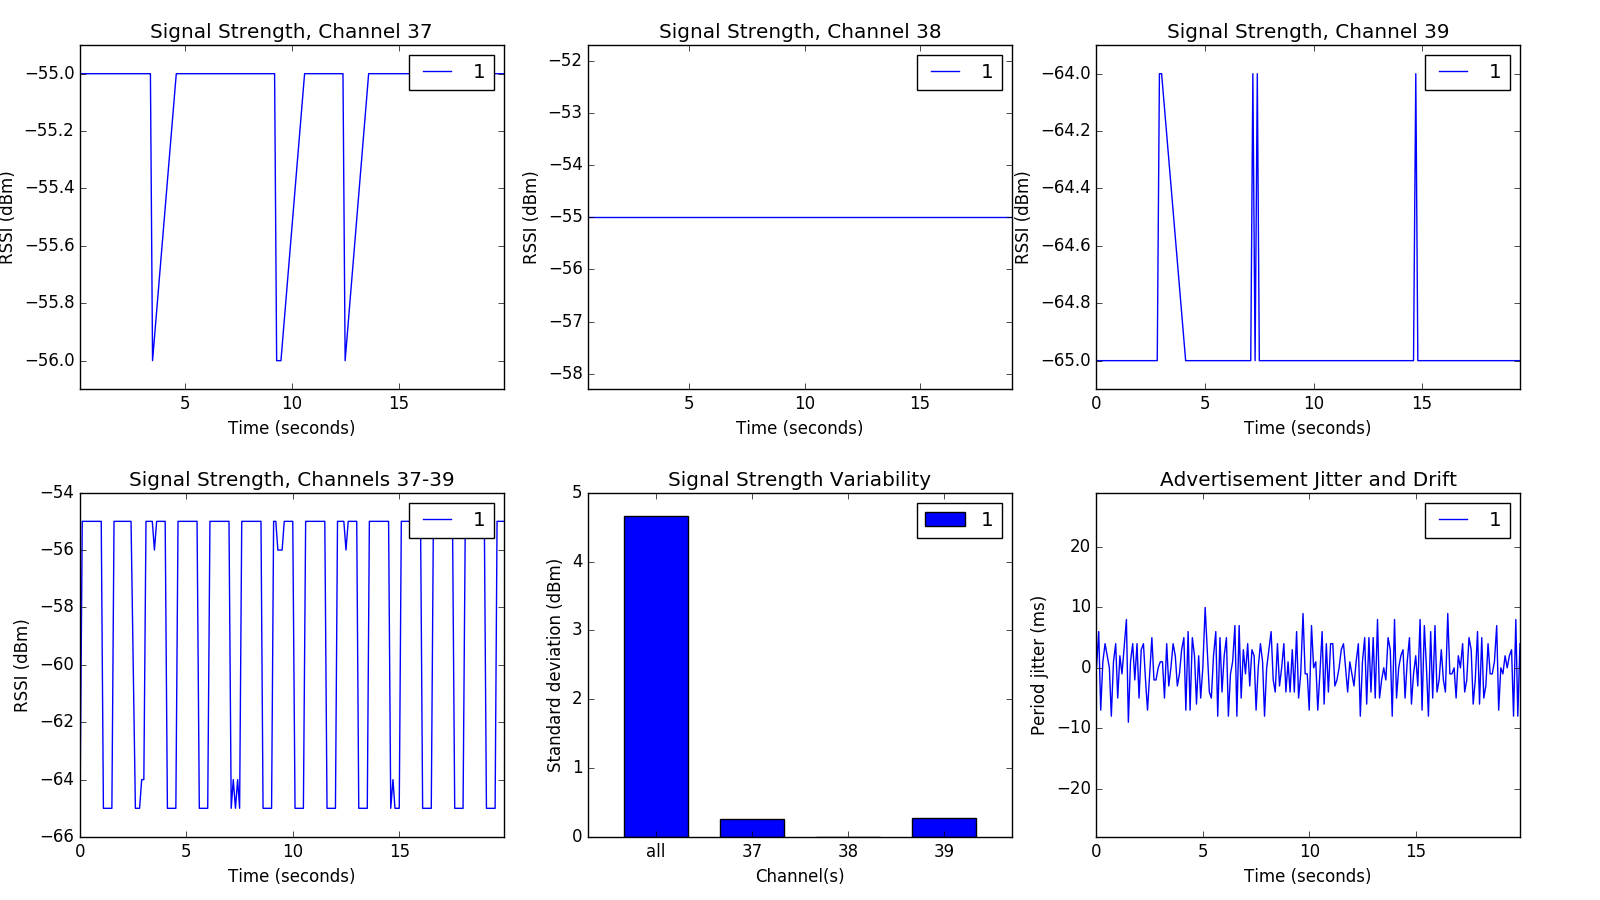 Signal Strength, Channel 37
1
−55.0
−55.2
−55.4
−55.6
−55.8
−56.0
RSSI (dBm)
5 10 15
Time (seconds)
Signal Strength, Channel 38
1
−52
−53
−54
−55
−56
−57
−58
RSSI (dBm)
5 10 15
Time (seconds)
Signal Strength, Channel 39
1
−64.0
−64.2
−64.4
−64.6
−64.8
−65.0
RSSI (dBm)
0 5 10 15
Time (seconds)
Signal Strength, Channels 37-39
1
−54
−56
−58
−60
−62
−64
−66
RSSI (dBm)
0 5 10 15
Time (seconds)
Signal Strength Variability
1
5
4
3
2
1
0
Standard deviation (dBm)
all 37 38 39
Channel(s)
Advertisement Jitter and Drift
1
20
10
0
−10
−20
Period jitter (ms)
0 5 10 15
Time (seconds)